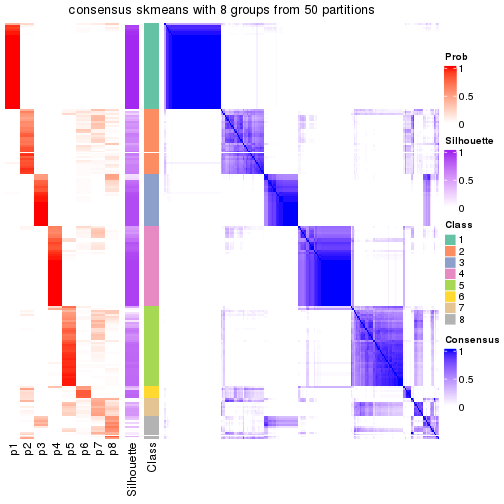 consensus skmeans with 8 groups from 50 partitions
Prob
1
0.5
0
Silhouette
1
0.5
0
Class
1
2
3
4
5
6
7
8
Consensus
1
0.5
0
p1
p2
p3
p4
p5
p6
p7
p8
Silhouette
Class